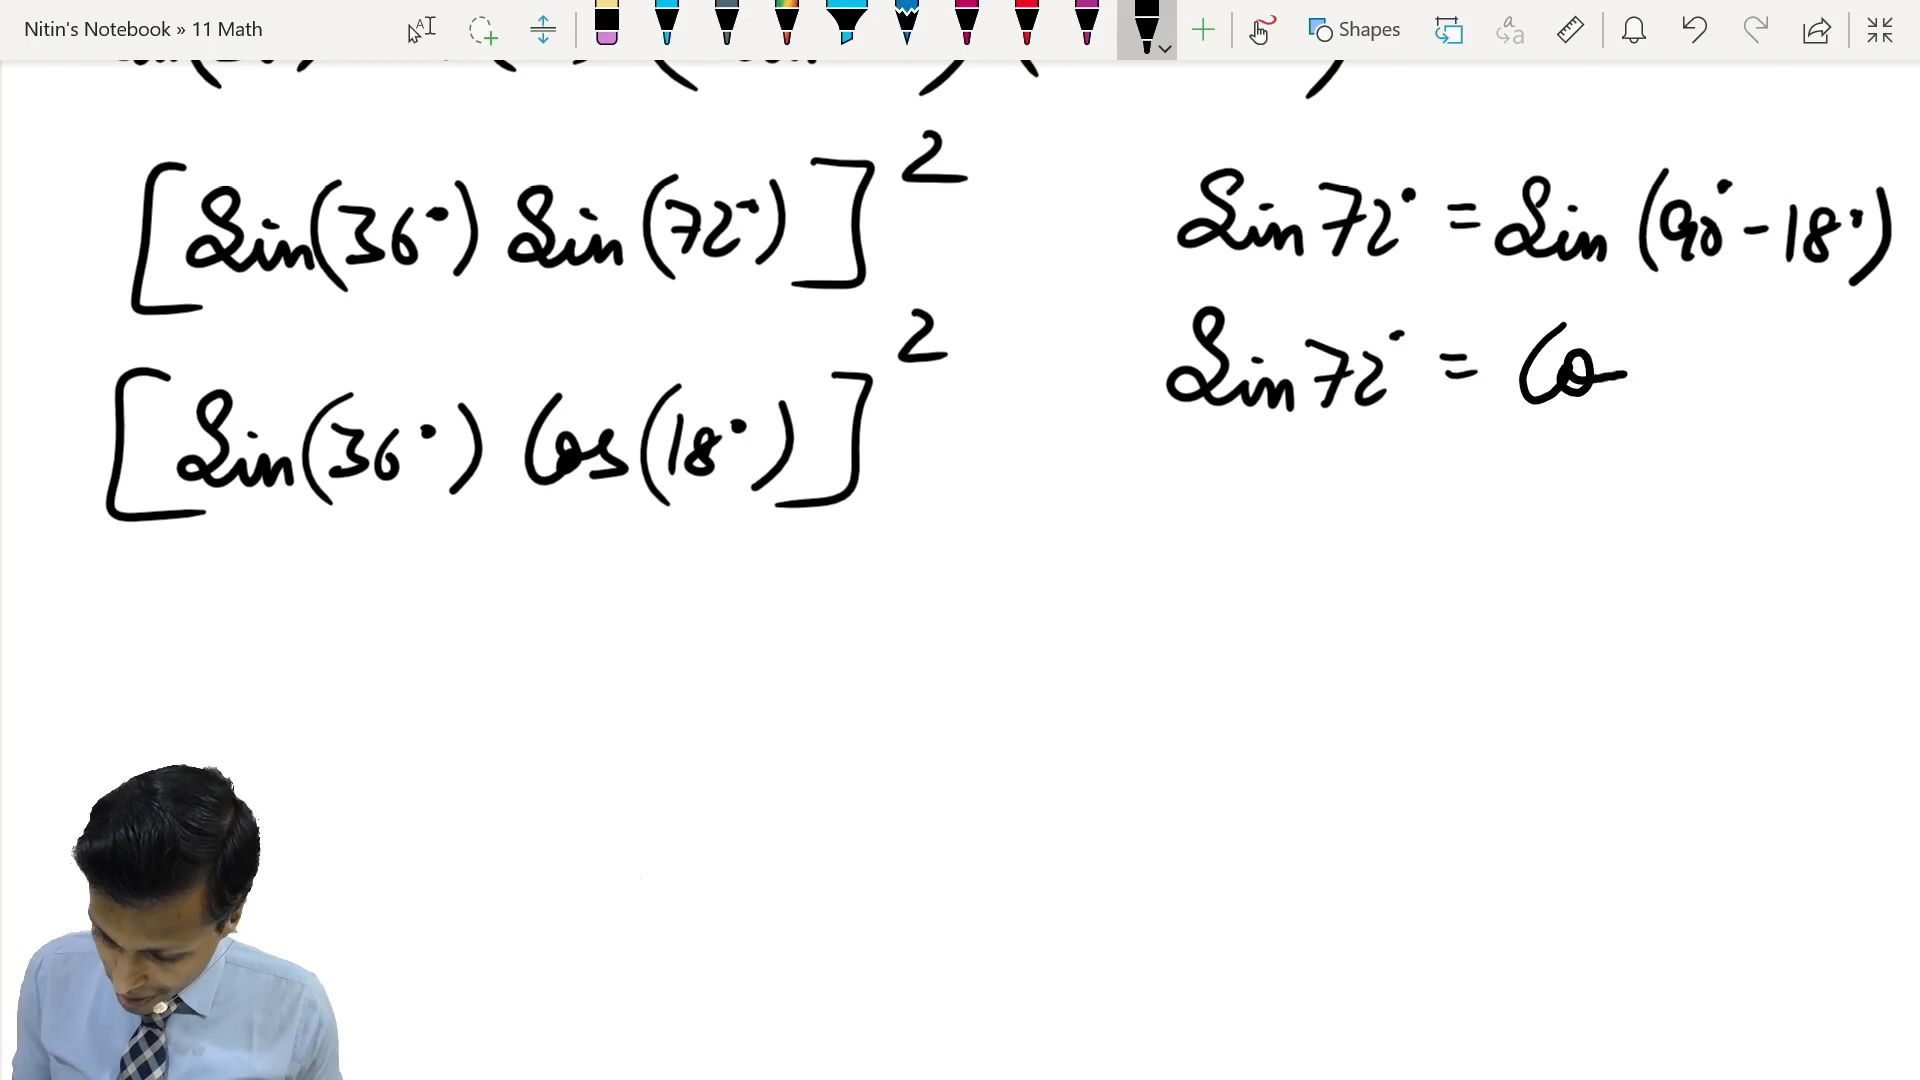 Nitin's Notebook » 11 Math
Shapes
[Sin(36°) Sin(72°)]²
Sin 72° = Sin (90° - 18°)
Sin 72° = Co
[Sin(36°) Cos(18°)]²